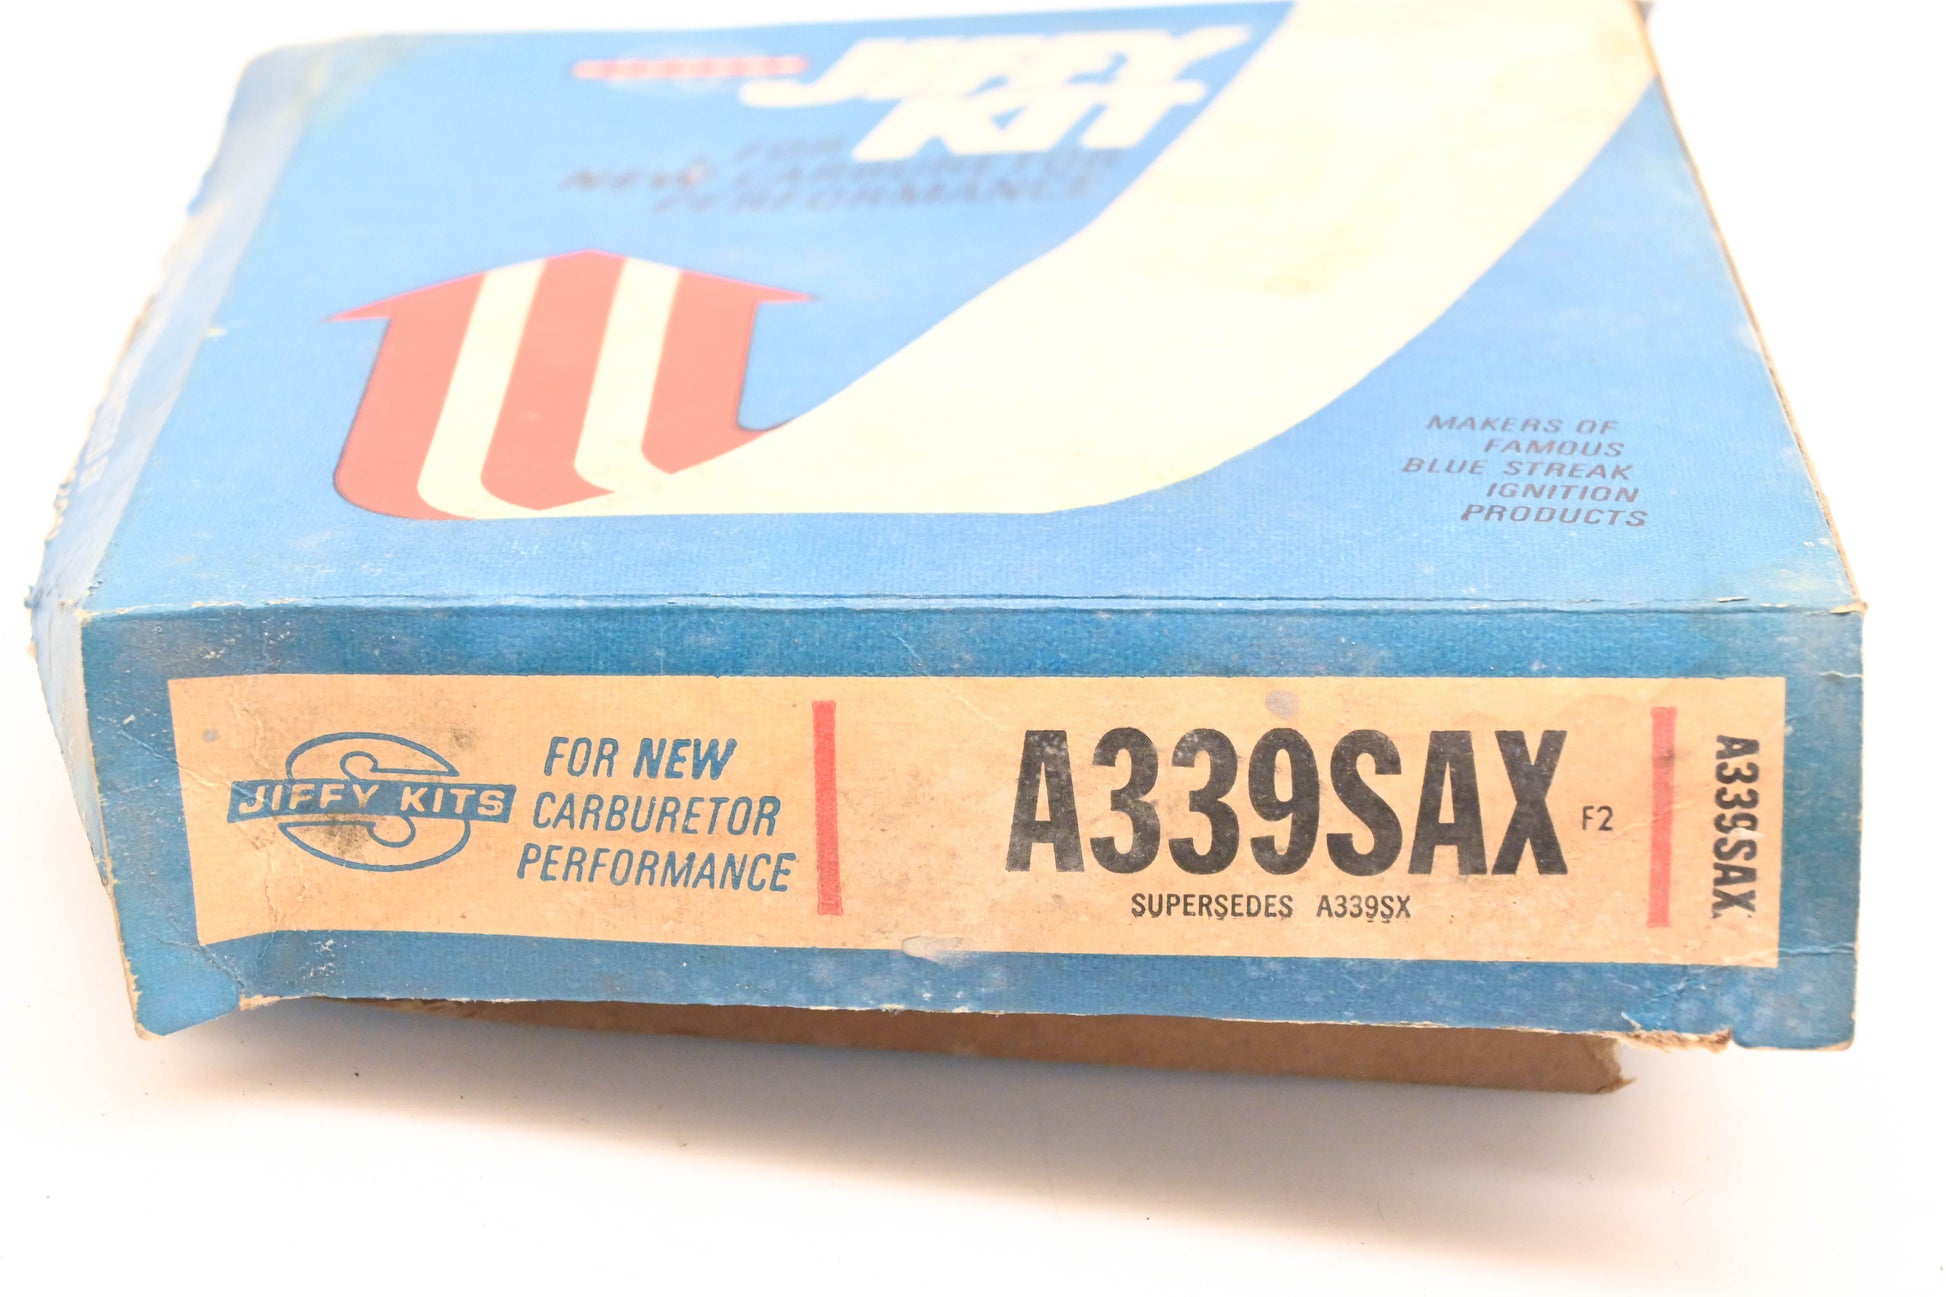 JIFFY
KIT
FOR
NEW CARBURETOR
PERFORMANCE
MAKERS OF
FAMOUS
BLUE STREAK
IGNITION
PRODUCTS
JIFFY KITS
FOR NEW
CARBURETOR
PERFORMANCE
A339SAX
F2
SUPERSEDES A339SX
A339SAX